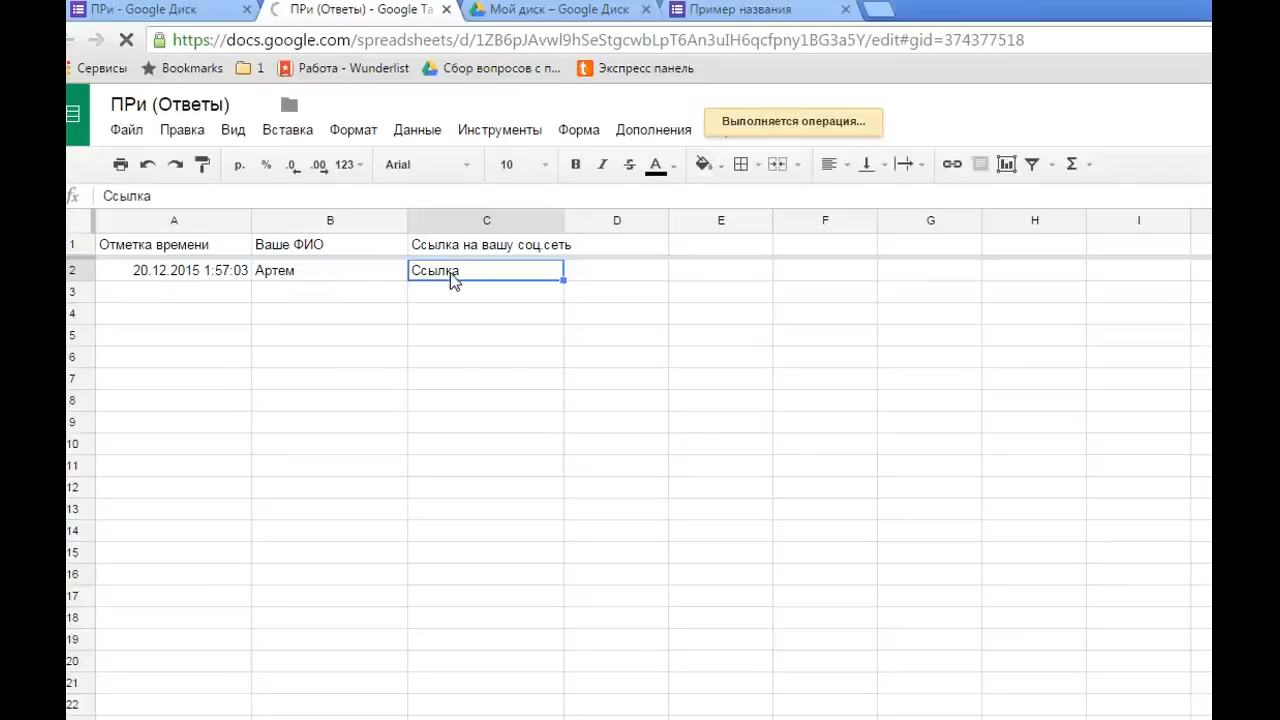 ПРи - Google Диск
ПРи (Ответы) - Google Та
Мой диск – Google Диск
Пример названия
https://docs.google.com/spreadsheets/d/1ZB6pJAvwl9hSeStgcwbLpT6An3uIH6qcfpny1BG3a5Y/edit#gid=374377518
Сервисы Bookmarks 1 Работа - Wunderlist Сбор вопросов с п... Экспресс панель
ПРи (Ответы)
Выполняется операция...
Файл Правка Вид Вставка Формат Данные Инструменты Форма Дополнения
р. % .0 .00 123 Arial 10 B I S A Σ
fx Ссылка
A B C D E F G H I
1 Отметка времени Ваше ФИО Ссылка на вашу соц.сеть
2 20.12.2015 1:57:03 Артем Ссылка
3
4
5
6
7
8
9
10
11
12
13
14
15
16
17
18
19
20
21
22